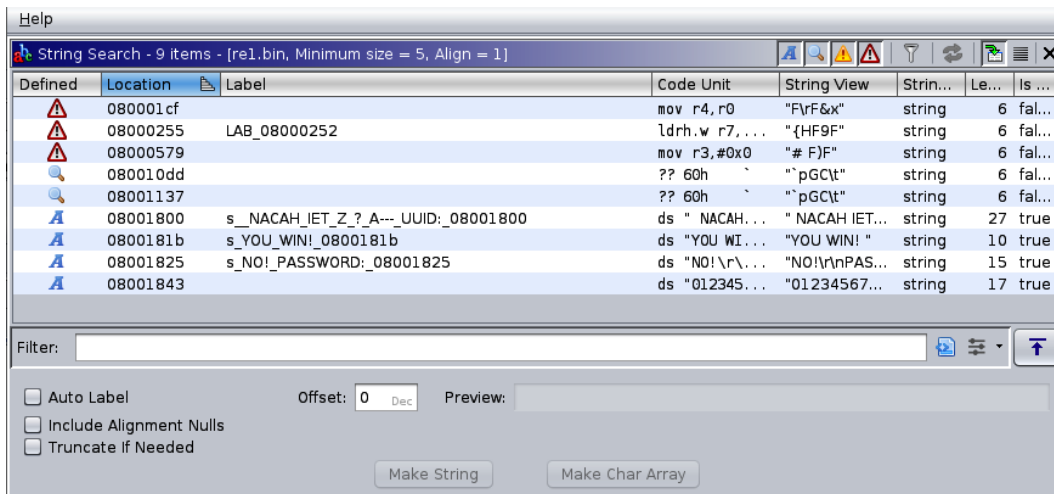 Help
String Search - 9 items - [re1.bin, Minimum size = 5, Align = 1]
Defined Location Label Code Unit String View Strin... Le... Is ...
080001cf mov r4,r0 "F\rF&x" string 6 fal...
08000255 LAB_08000252 ldrh.w r7,... "{HF9F" string 6 fal...
08000579 mov r3,#0x0 "# F)F" string 6 fal...
080010dd ?? 60h ` "`pGC\t" string 6 fal...
08001137 ?? 60h ` "`pGC\t" string 6 fal...
08001800 s__NACAH_IET_Z_?_A---_UUID:_08001800 ds " NACAH... " NACAH IET... string 27 true
0800181b s_YOU_WIN!_0800181b ds "YOU WI... "YOU WIN! " string 10 true
08001825 s_NO!_PASSWORD:_08001825 ds "NO!\r\... "NO!\r\nPAS... string 15 true
08001843 ds "012345... "01234567... string 17 true
Filter:
Auto Label Offset: 0 Dec Preview:
Include Alignment Nulls
Truncate If Needed
Make String Make Char Array